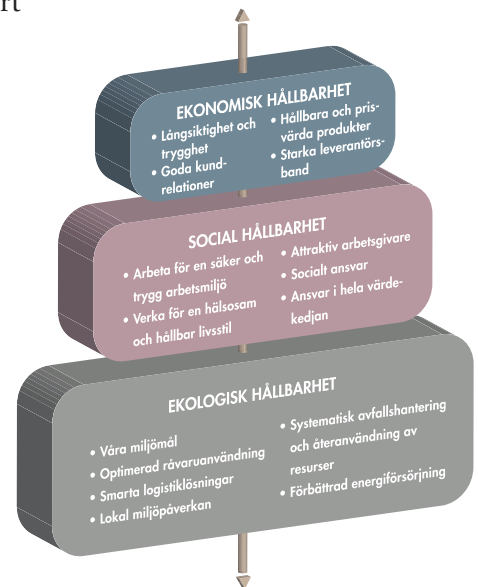 rt
EKONOMISK HÅLLBARHET
• Långsiktighet och
trygghet
• Goda kund-
relationer
• Hållbara och pris-
värda produkter
• Starka leverantörs-
band
SOCIAL HÅLLBARHET
• Arbeta för en säker och
trygg arbetsmiljö
• Verka för en hälsosam
och hållbar livsstil
• Attraktiv arbetsgivare
• Socialt ansvar
• Ansvar i hela värde-
kedjan
EKOLOGISK HÅLLBARHET
• Våra miljömål
• Optimerad råvaruanvändning
• Smarta logistiklösningar
• Lokal miljöpåverkan
• Systematisk avfallshantering
och återanvändning av
resurser
• Förbättrad energiförsörjning